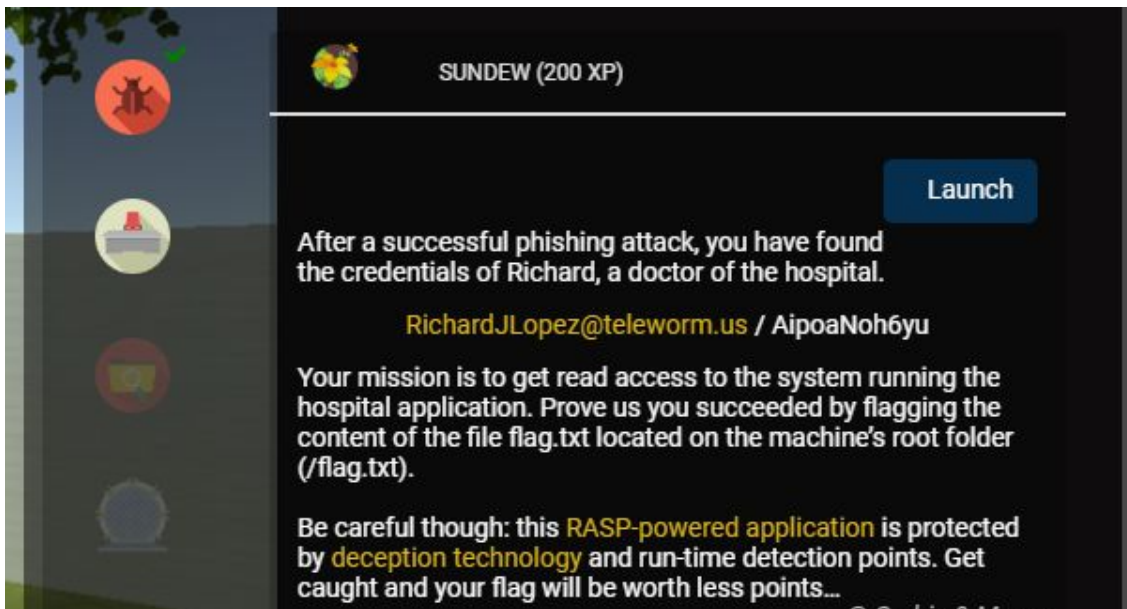 SUNDEW (200 XP)
Launch
After a successful phishing attack, you have found
the credentials of Richard, a doctor of the hospital.
RichardJLopez@teleworm.us / AipoaNoh6yu
Your mission is to get read access to the system running the
hospital application. Prove us you succeeded by flagging the
content of the file flag.txt located on the machine's root folder
(/flag.txt).
Be careful though: this RASP-powered application is protected
by deception technology and run-time detection points. Get
caught and your flag will be worth less points...